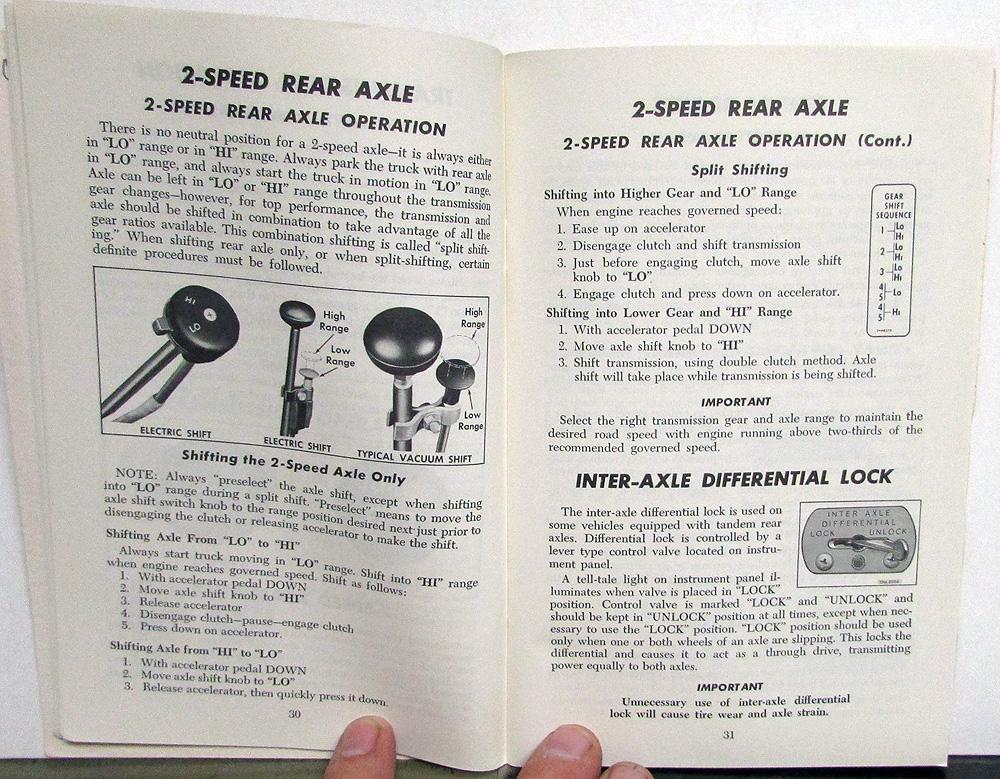 2-SPEED REAR AXLE
2-SPEED REAR AXLE OPERATION
There is no neutral position for a 2-speed axle—it is always either
in "LO" range or in "HI" range. Always park the truck with rear axle
in "LO" range, and always start the truck in motion in "LO" range.
Axle can be left in "LO" or "HI" range throughout the transmission
gear changes—however, for top performance, the transmission and
axle should be shifted in combination to take advantage of all the
gear ratios available. This combination shifting is called "split shift-
ing." When shifting rear axle only, or when split-shifting, certain
definite procedures must be followed.
HI
LO
High
Range
Low
Range
High
Range
Low
Range
ELECTRIC SHIFT
ELECTRIC SHIFT
TYPICAL VACUUM SHIFT
Shifting the 2-Speed Axle Only
NOTE: Always "preselect" the axle shift, except when shifting
into "LO" range during a split shift. "Preselect" means to move the
axle shift switch knob to the range position desired next just prior to
disengaging the clutch or releasing accelerator to make the shift.
Shifting Axle From "LO" to "HI"
Always start truck moving in "LO" range. Shift into "HI" range
when engine reaches governed speed. Shift as follows:
1. With accelerator pedal DOWN
2. Move axle shift knob to "HI"
3. Release accelerator
4. Disengage clutch—pause—engage clutch
5. Press down on accelerator.
Shifting Axle from "HI" to "LO"
1. With accelerator pedal DOWN
2. Move axle shift knob to "LO"
3. Release accelerator, then quickly press it down.
30
2-SPEED REAR AXLE
2-SPEED REAR AXLE OPERATION (Cont.)
Split Shifting
Shifting into Higher Gear and "LO" Range
When engine reaches governed speed:
1. Ease up on accelerator
2. Disengage clutch and shift transmission
3. Just before engaging clutch, move axle shift
knob to "LO".
4. Engage clutch and press down on accelerator.
Shifting into Lower Gear and "HI" Range
1. With accelerator pedal DOWN
2. Move axle shift knob to "HI"
3. Shift transmission, using double clutch method. Axle
shift will take place while transmission is being shifted.
GEAR
SHIFT
SEQUENCE
1 Lo
Hi
2 Lo
Hi
3 Lo
Hi
4
5 Lo
4
5 Hi
IMPORTANT
Select the right transmission gear and axle range to maintain the
desired road speed with engine running above two-thirds of the
recommended governed speed.
INTER-AXLE DIFFERENTIAL LOCK
The inter-axle differential lock is used on
some vehicles equipped with tandem rear
axles. Differential lock is controlled by a
lever type control valve located on instru-
ment panel.
A tell-tale light on instrument panel il-
luminates when valve is placed in "LOCK"
position. Control valve is marked "LOCK" and "UNLOCK" and
should be kept in "UNLOCK" position at all times, except when nec-
essary to use the "LOCK" position. "LOCK" position should be used
only when one or both wheels of an axle are slipping. This locks the
differential and causes it to act as a through drive, transmitting
power equally to both axles.
INTER AXLE
DIFFERENTIAL
LOCK UNLOCK
IMPORTANT
Unnecessary use of inter-axle differential
lock will cause tire wear and axle strain.
31